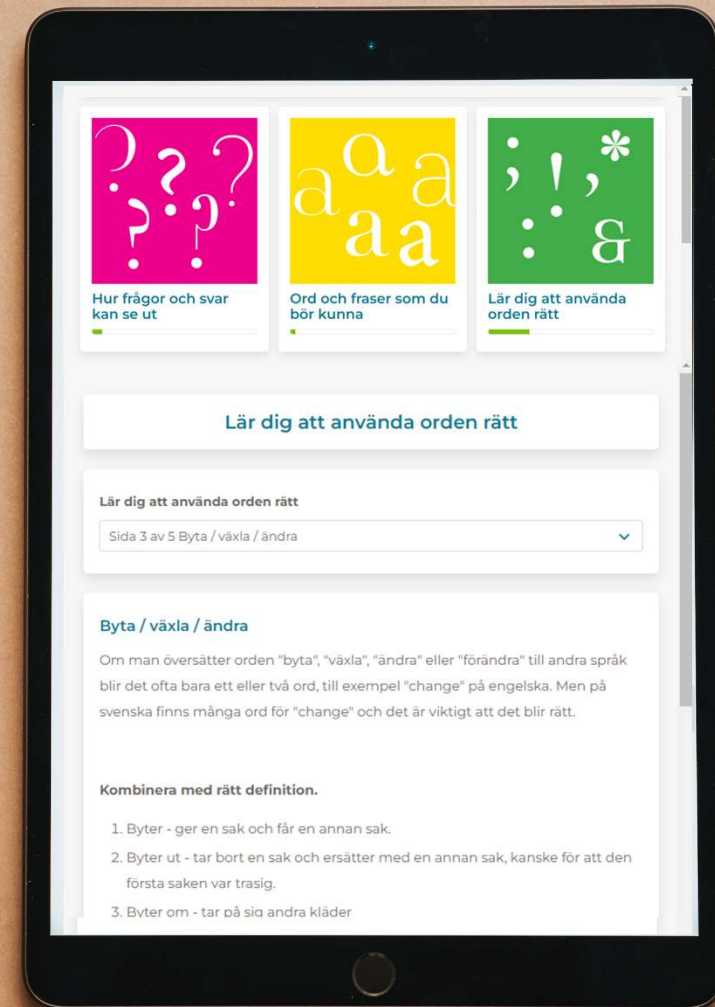 ? ? ? ? ?
a a a a a
; ! , * : . &
Hur frågor och svar
kan se ut
Ord och fraser som du
bör kunna
Lär dig att använda
orden rätt
Lär dig att använda orden rätt
Lär dig att använda orden rätt
Sida 3 av 5 Byta / växla / ändra
Byta / växla / ändra
Om man översätter orden "byta", "växla", "ändra" eller "förändra" till andra språk
blir det ofta bara ett eller två ord, till exempel "change" på engelska. Men på
svenska finns många ord för "change" och det är viktigt att det blir rätt.
Kombinera med rätt definition.
1. Byter - ger en sak och får en annan sak.
2. Byter ut - tar bort en sak och ersätter med en annan sak, kanske för att den
första saken var trasig.
3. Byter om - tar på sig andra kläder